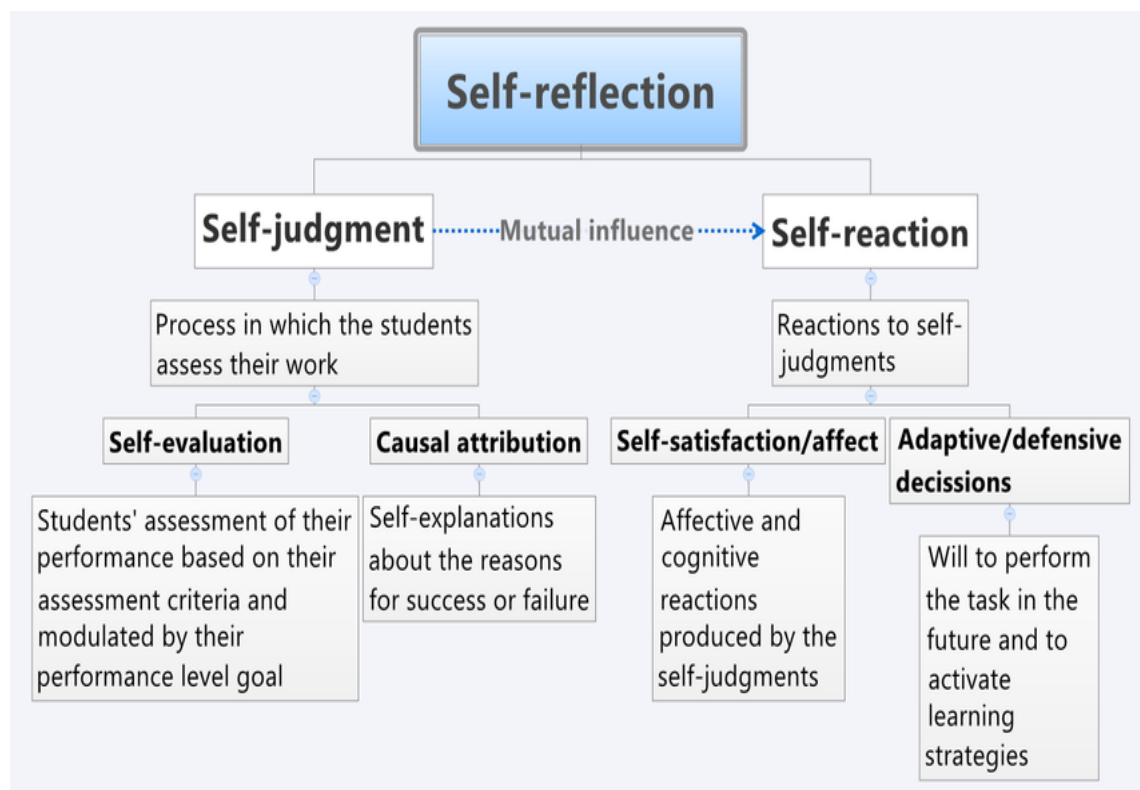 Self-reflection
Self-judgment
Mutual influence
Self-reaction
Process in which the students
assess their work
Reactions to self-
judgments
Self-evaluation
Causal attribution
Self-satisfaction/affect
Adaptive/defensive
decissions
Students' assessment of their
performance based on their
assessment criteria and
modulated by their
performance level goal
Self-explanations
about the reasons
for success or failure
Affective and
cognitive
reactions
produced by the
self-judgments
Will to perform
the task in the
future and to
activate
learning
strategies